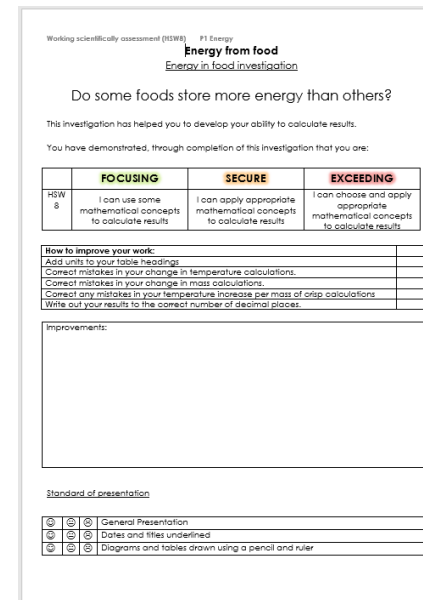 Working scientifically assessment (HSW8) P1 Energy
Energy from food
Energy in food investigation
Do some foods store more energy than others?
This investigation has helped you to develop your ability to calculate results.
You have demonstrated, through completion of this investigation that you are:
FOCUSING SECURE EXCEEDING
HSW 8
I can use some mathematical concepts to calculate results
I can apply appropriate mathematical concepts to calculate results
I can choose and apply appropriate mathematical concepts to calculate results
How to improve your work:
Add units to your table headings
Correct mistakes in your change in temperature calculations.
Correct mistakes in your change in mass calculations.
Correct any mistakes in your temperature increase per mass of crisp calculations
Write out your results to the correct number of decimal places.
Improvements:
Standard of presentation
☺ 😐 ☹ General Presentation
☺ 😐 ☹ Dates and titles underlined
☺ 😐 ☹ Diagrams and tables drawn using a pencil and ruler